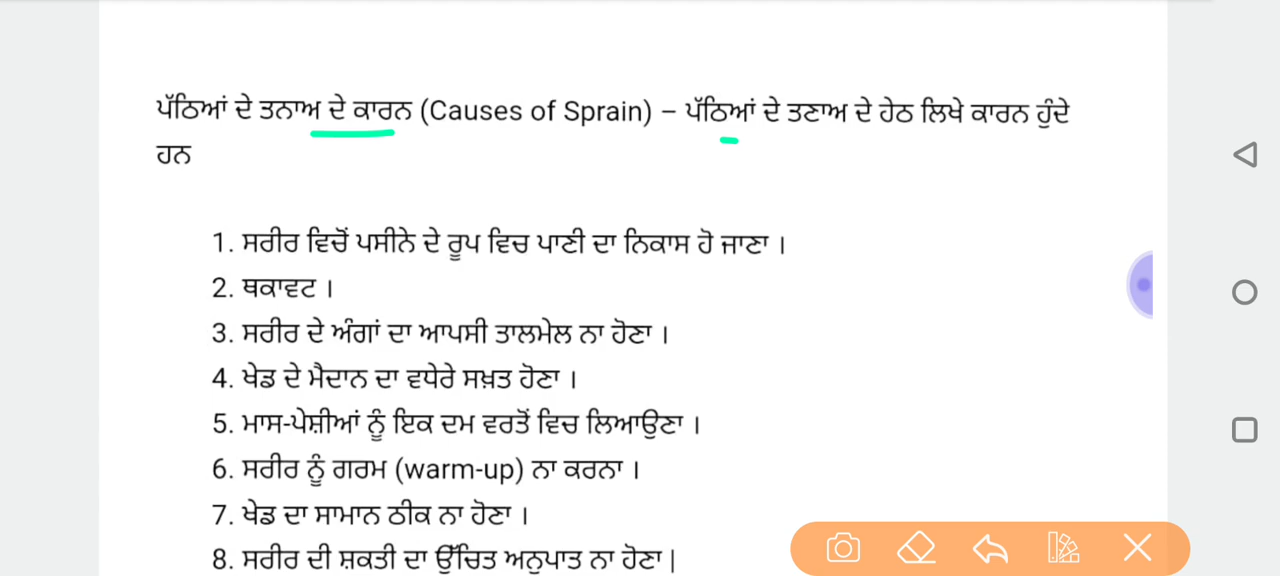 ਪੱਠਿਆਂ ਦੇ ਤਨਾਅ ਦੇ ਕਾਰਨ (Causes of Sprain) – ਪੱਠਿਆਂ ਦੇ ਤਣਾਅ ਦੇ ਹੇਠ ਲਿਖੇ ਕਾਰਨ ਹੁੰਦੇ
ਹਨ
1. ਸਰੀਰ ਵਿਚੋਂ ਪਸੀਨੇ ਦੇ ਰੂਪ ਵਿਚ ਪਾਣੀ ਦਾ ਨਿਕਾਸ ਹੋ ਜਾਣਾ ।
2. ਥਕਾਵਟ ।
3. ਸਰੀਰ ਦੇ ਅੰਗਾਂ ਦਾ ਆਪਸੀ ਤਾਲਮੇਲ ਨਾ ਹੋਣਾ ।
4. ਖੇਡ ਦੇ ਮੈਦਾਨ ਦਾ ਵਧੇਰੇ ਸਖ਼ਤ ਹੋਣਾ ।
5. ਮਾਸ-ਪੇਸ਼ੀਆਂ ਨੂੰ ਇਕ ਦਮ ਵਰਤੋਂ ਵਿਚ ਲਿਆਉਣਾ ।
6. ਸਰੀਰ ਨੂੰ ਗਰਮ (warm-up) ਨਾ ਕਰਨਾ ।
7. ਖੇਡ ਦਾ ਸਾਮਾਨ ਠੀਕ ਨਾ ਹੋਣਾ ।
8. ਸਰੀਰ ਦੀ ਸ਼ਕਤੀ ਦਾ ਉੱਚਿਤ ਅਨੁਪਾਤ ਨਾ ਹੋਣਾ |